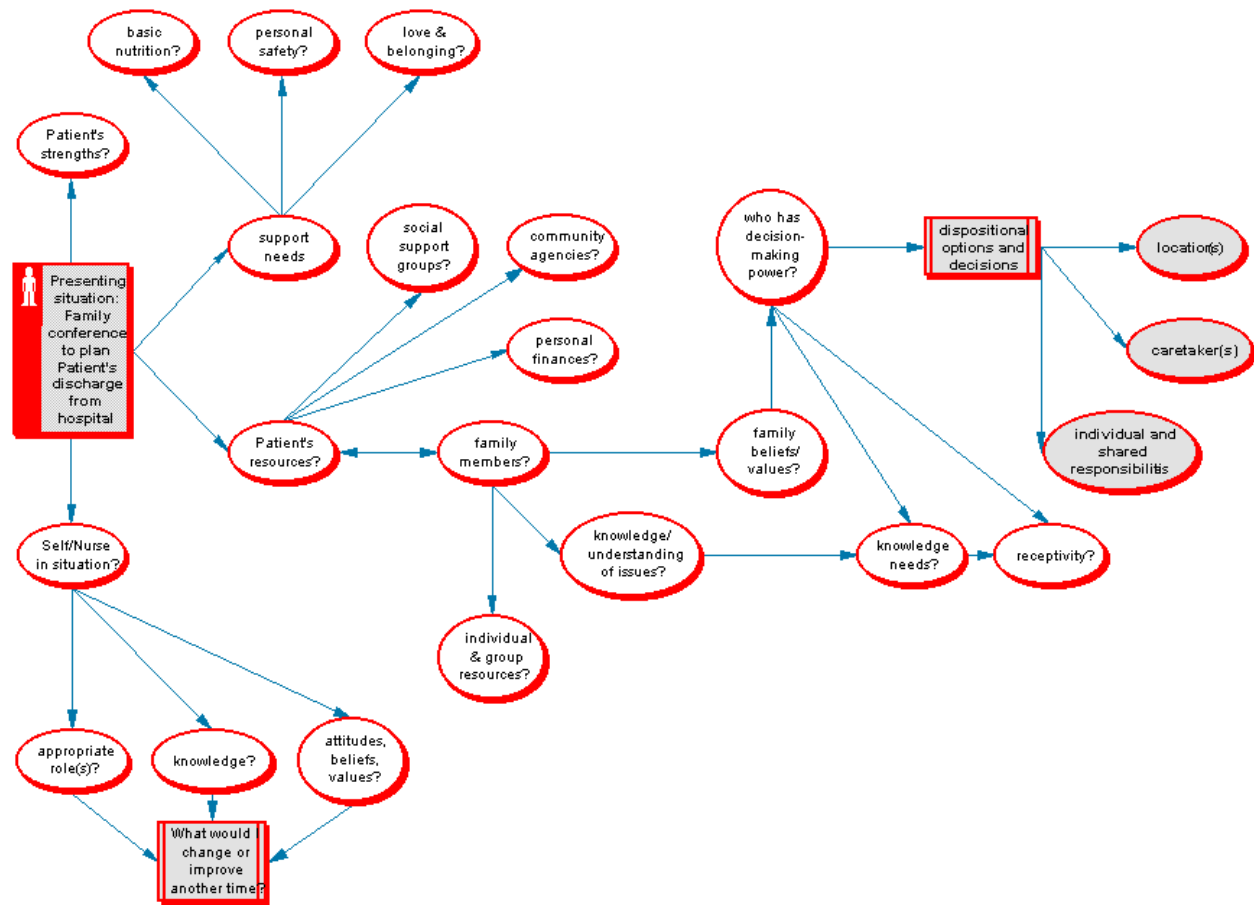 basic
nutrition?
personal
safety?
love &
belonging?
Patient's
strengths?
support
needs
social
support
groups?
community
agencies?
who has
decision-
making
power?
dispositional
options and
decisions
location(s)
Presenting
situation:
Family
conference
to plan
Patient's
discharge
from
hospital
personal
finances?
caretaker(s)
Patient's
resources?
family
members?
family
beliefs/
values?
individual and
shared
responsibilitis
Self/Nurse
in situation?
knowledge/
understanding
of issues?
knowledge
needs?
receptivity?
individual
& group
resources?
appropriate
role(s)?
knowledge?
attitudes,
beliefs,
values?
What would I
change or
improve
another time?